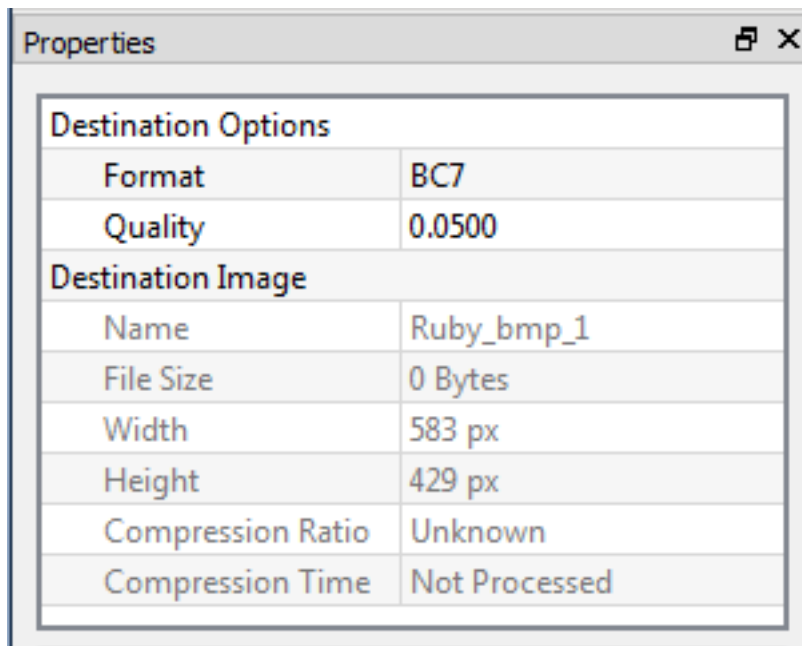 Properties
Destination Options
Format BC7
Quality 0.0500
Destination Image
Name Ruby_bmp_1
File Size 0 Bytes
Width 583 px
Height 429 px
Compression Ratio Unknown
Compression Time Not Processed